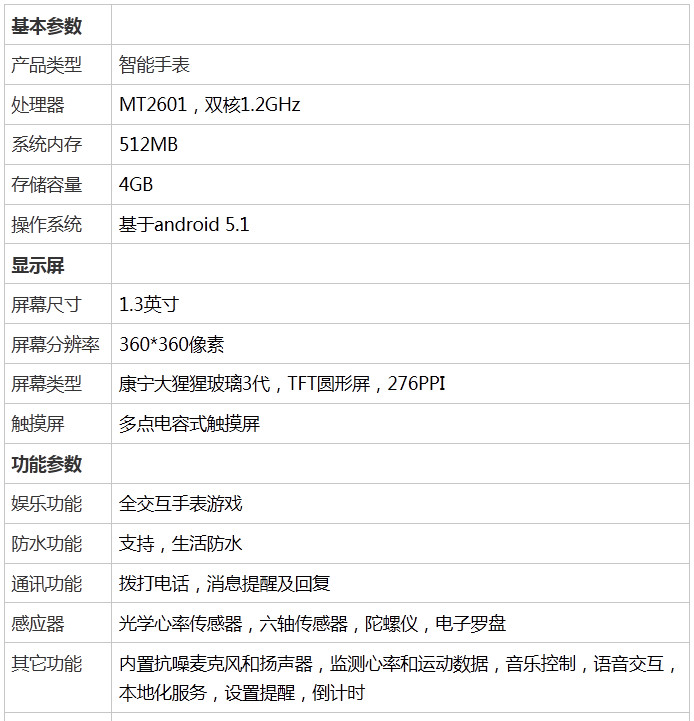 基本参数
产品类型 智能手表
处理器 MT2601，双核1.2GHz
系统内存 512MB
存储容量 4GB
操作系统 基于android 5.1
显示屏
屏幕尺寸 1.3英寸
屏幕分辨率 360*360像素
屏幕类型 康宁大猩猩玻璃3代，TFT圆形屏，276PPI
触摸屏 多点电容式触摸屏
功能参数
娱乐功能 全交互手表游戏
防水功能 支持，生活防水
通讯功能 拨打电话，消息提醒及回复
感应器 光学心率传感器，六轴传感器，陀螺仪，电子罗盘
其它功能 内置抗噪麦克风和扬声器，监测心率和运动数据，音乐控制，语音交互，
本地化服务，设置提醒，倒计时